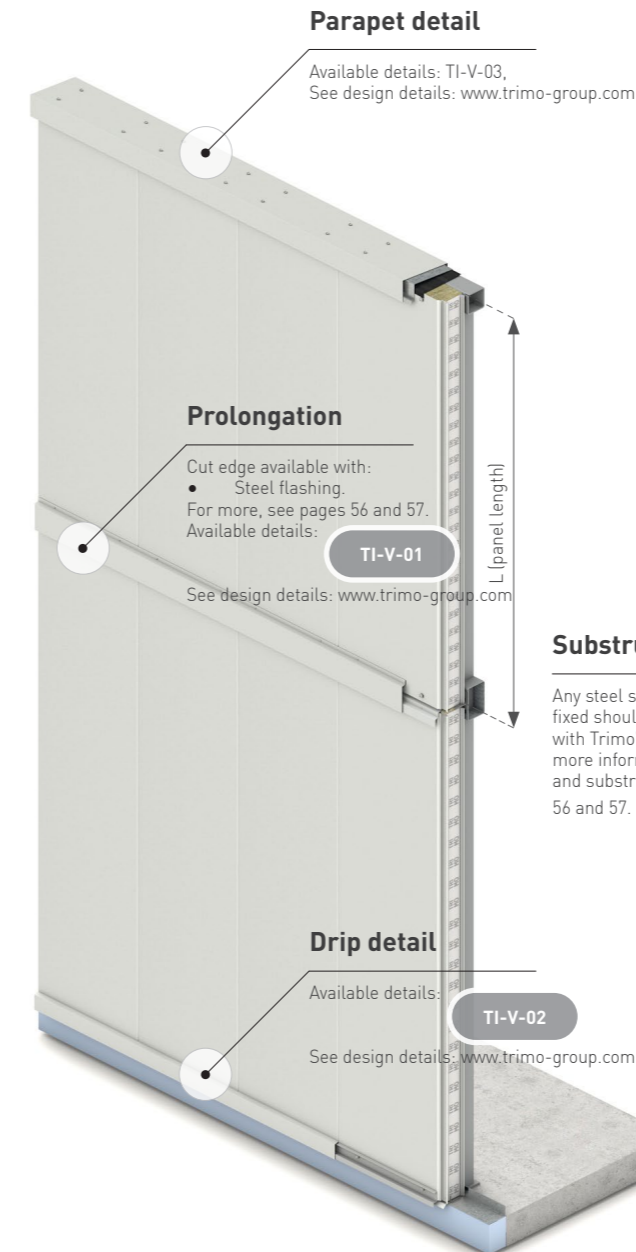 Parapet detail
Available details: TI-V-03,
See design details: www.trimo-group.com
Prolongation
Cut edge available with:
• Steel flashing.
For more, see pages 56 and 57.
Available details:
TI-V-01
See design details: www.trimo-group.com
L (panel length)
Any steel s
fixed shoul
with Trimo
more infor
and substr
56 and 57.
Drip detail
Available details:
TI-V-02
See design details: www.trimo-group.com